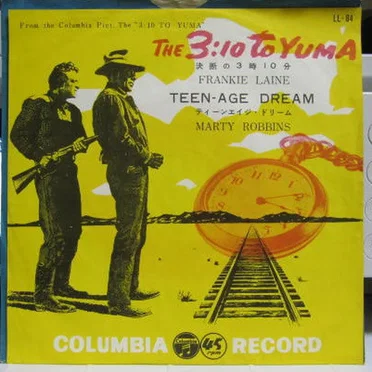 LL-84
From the Columbia Pict. The "3:10 TO YUMA"
THE 3:10 TO YUMA
決断の3時10分
FRANKIE LAINE
TEEN-AGE DREAM
ティーンエイジ・ドリーム
MARTY ROBBINS
COLUMBIA 45 rpm RECORD